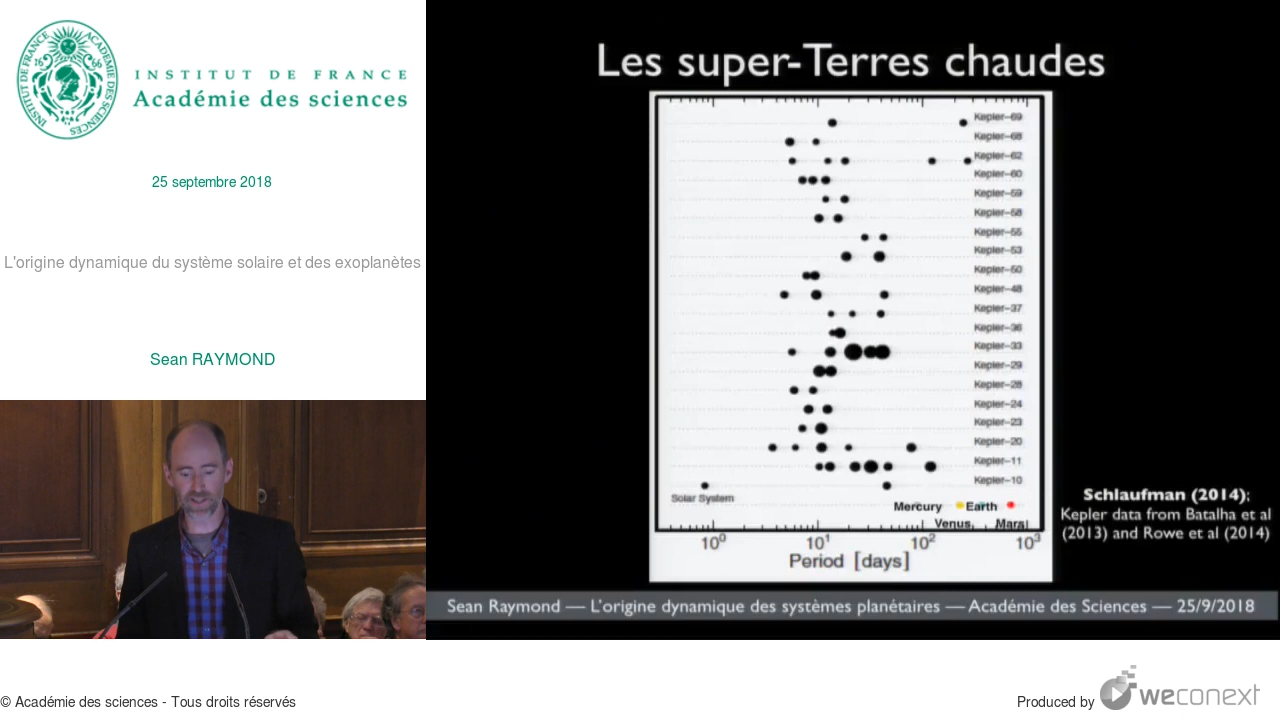 INSTITUT DE FRANCE
Académie des sciences
25 septembre 2018
L'origine dynamique du système solaire et des exoplanètes
Sean RAYMOND
Les super-Terres chaudes
Kepler–69
Kepler–68
Kepler–62
Kepler–60
Kepler–59
Kepler–58
Kepler–55
Kepler–53
Kepler–50
Kepler–48
Kepler–37
Kepler–36
Kepler–33
Kepler–29
Kepler–28
Kepler–24
Kepler–23
Kepler–20
Kepler–11
Kepler–10
Solar System
Mercury Earth
Venus Mars
10⁰ 10¹ 10² 10³
Period [days]
Schlaufman (2014);
Kepler data from Batalha et al
(2013) and Rowe et al (2014)
Sean Raymond — L'origine dynamique des systèmes planétaires — Académie des Sciences — 25/9/2018
© Académie des sciences - Tous droits réservés
Produced by weconext